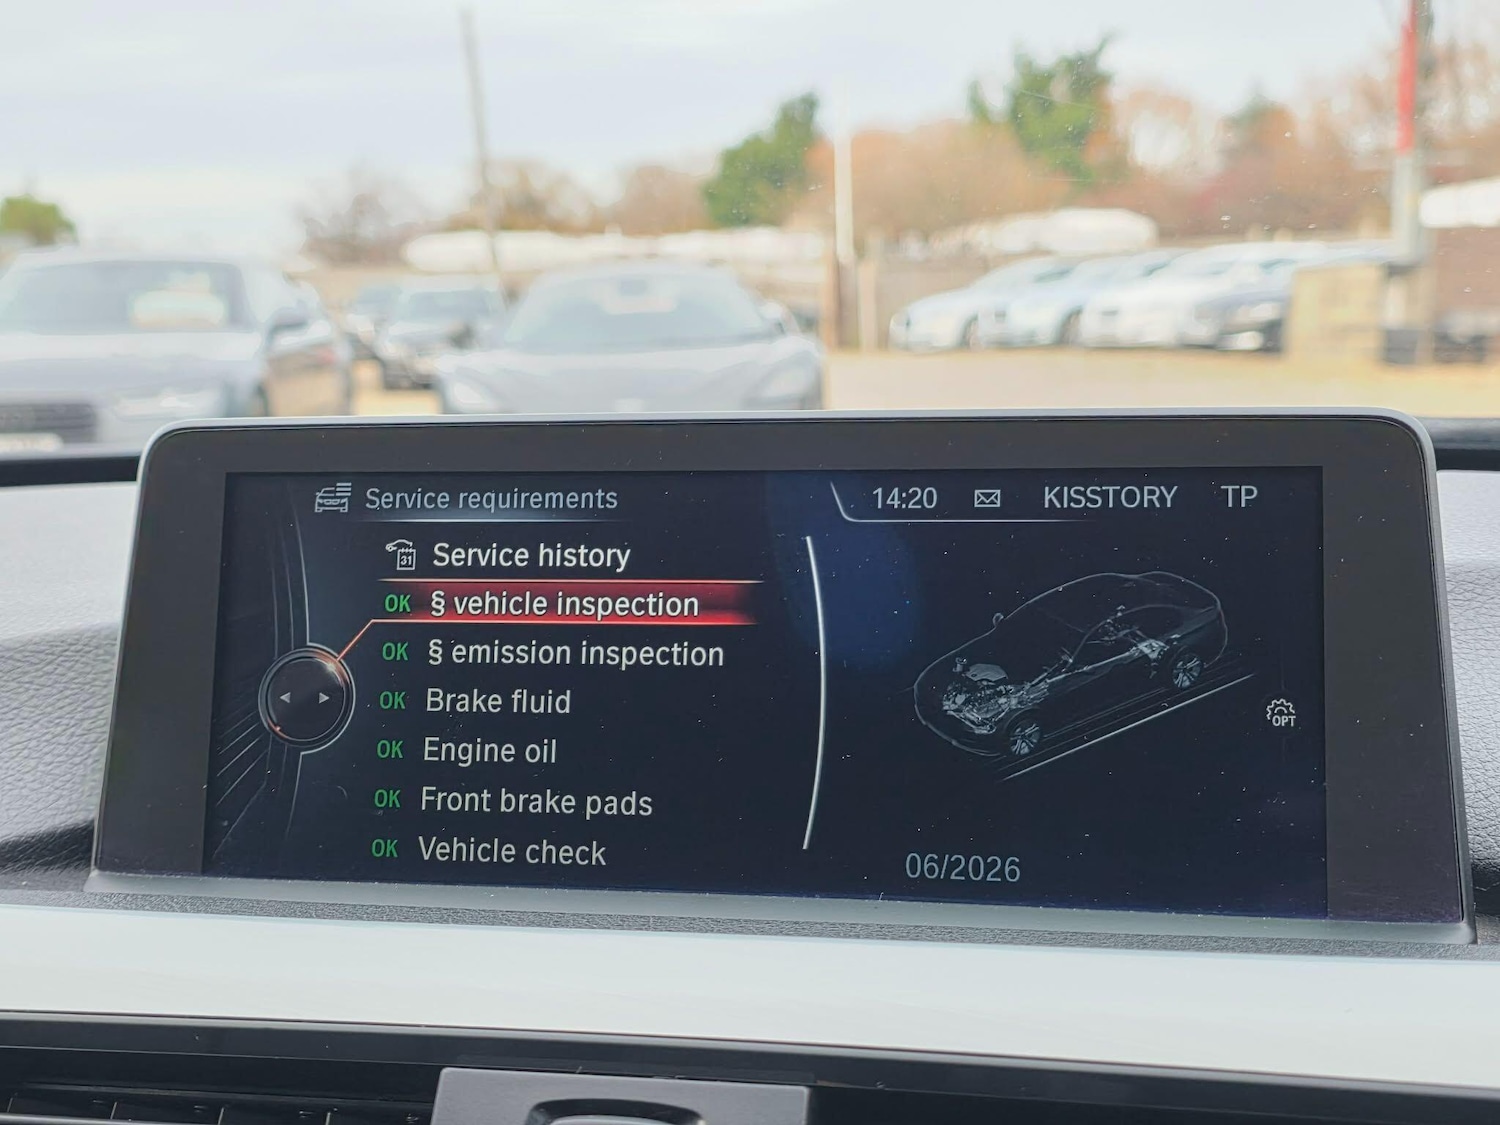 Service requirements
14:20 KISSTORY TP
31 Service history
OK § vehicle inspection
OK § emission inspection
OK Brake fluid
OK Engine oil
OK Front brake pads
OK Vehicle check
OPT
06/2026